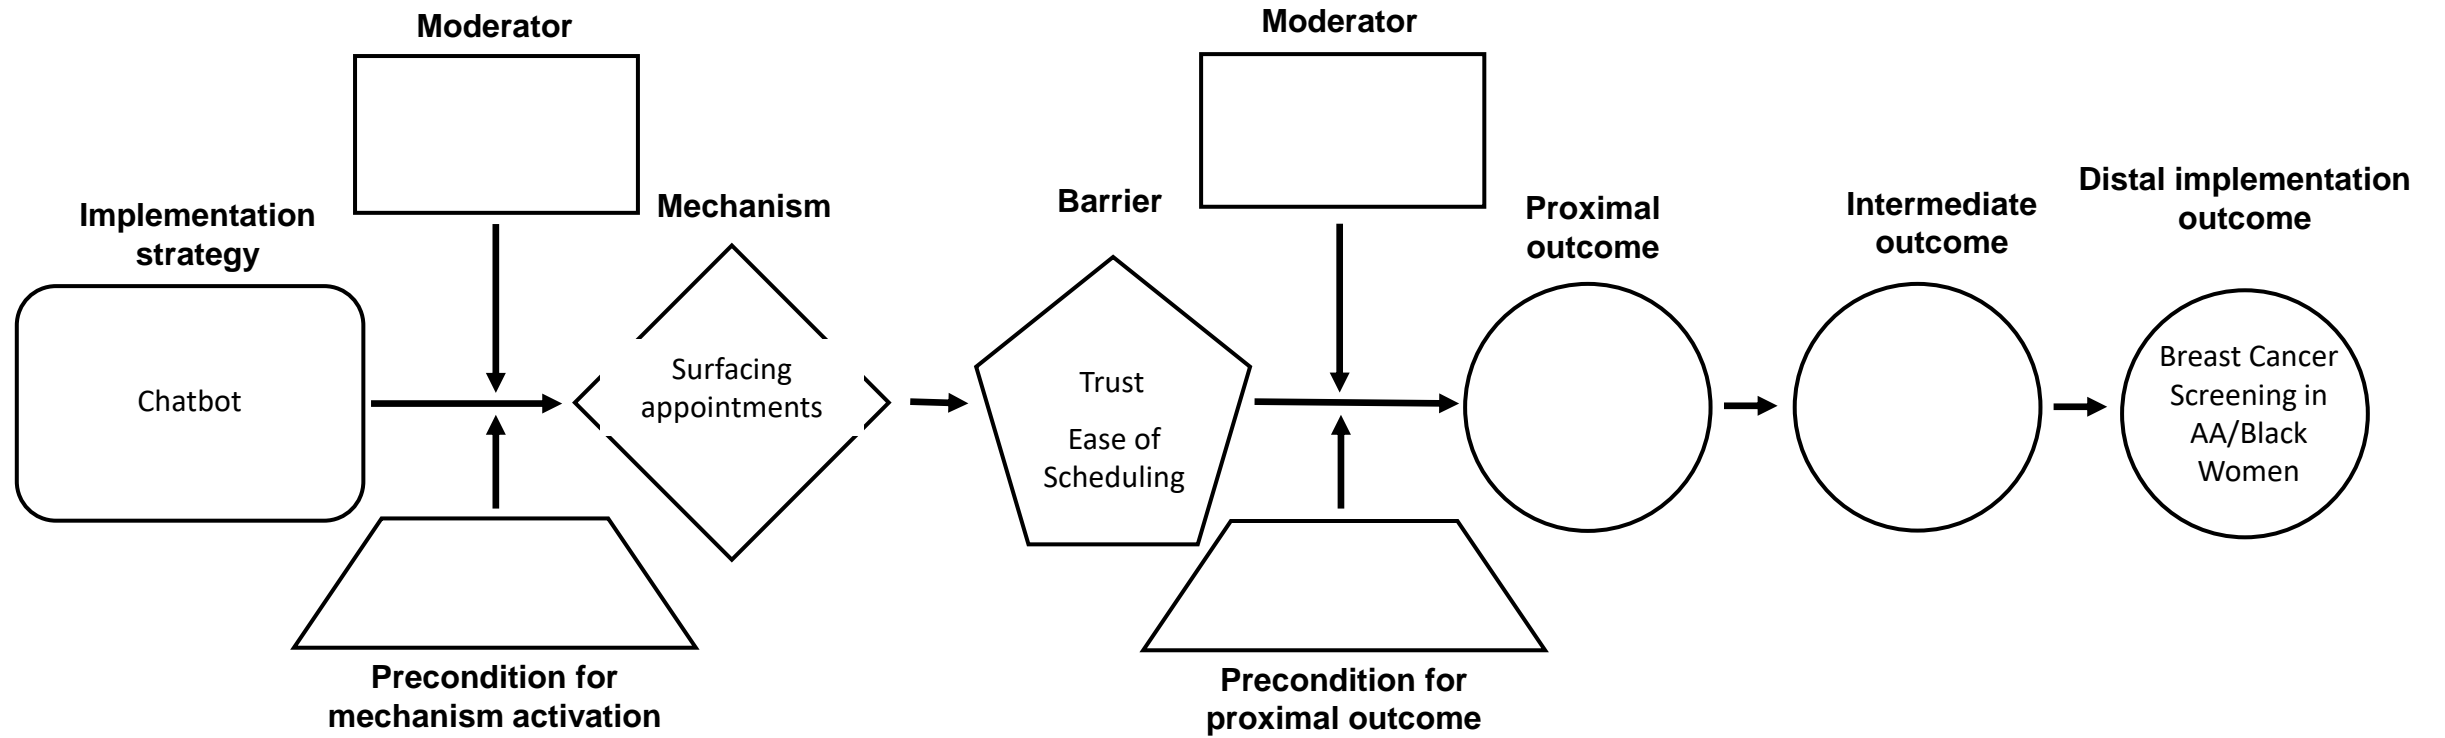 Moderator
Moderator
Implementation
strategy
Mechanism
Barrier
Proximal
outcome
Intermediate
outcome
Distal implementation
outcome
Chatbot
Surfacing
appointments
Trust
Ease of
Scheduling
Breast Cancer
Screening in
AA/Black
Women
Precondition for
mechanism activation
Precondition for
proximal outcome